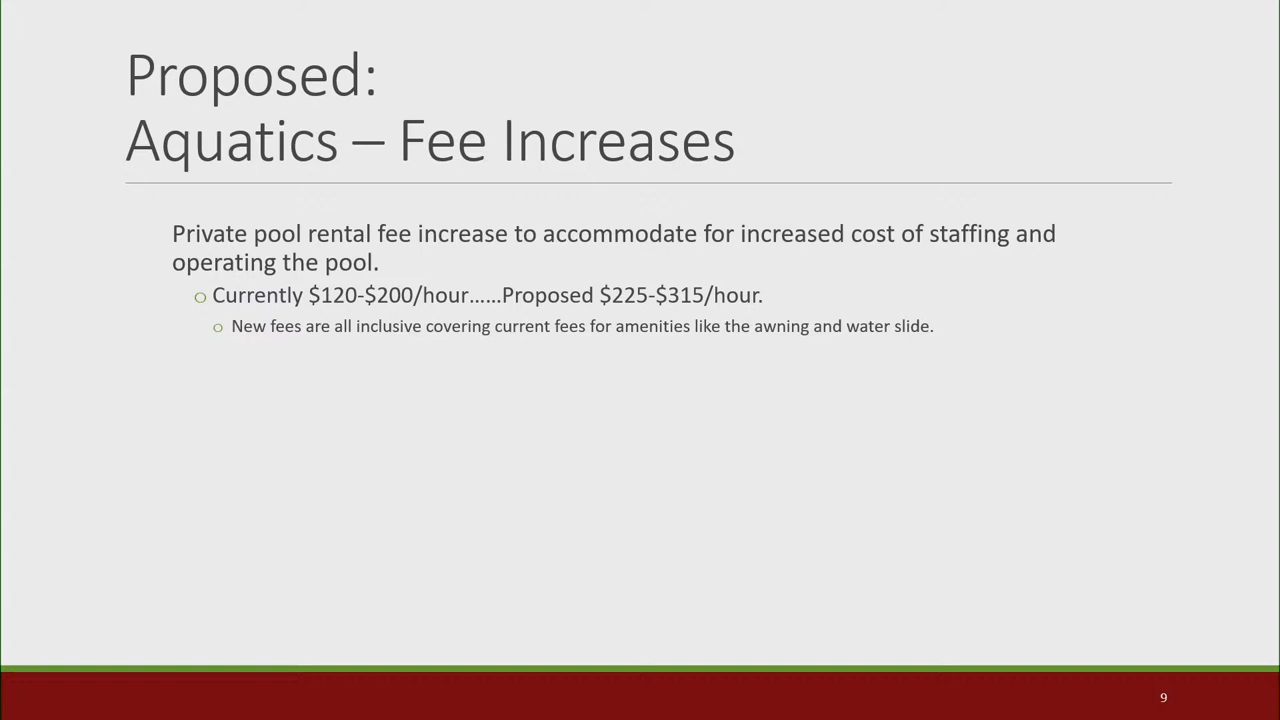 Proposed:
Aquatics – Fee Increases
Private pool rental fee increase to accommodate for increased cost of staffing and
operating the pool.
o Currently $120-$200/hour……Proposed $225-$315/hour.
o New fees are all inclusive covering current fees for amenities like the awning and water slide.
9